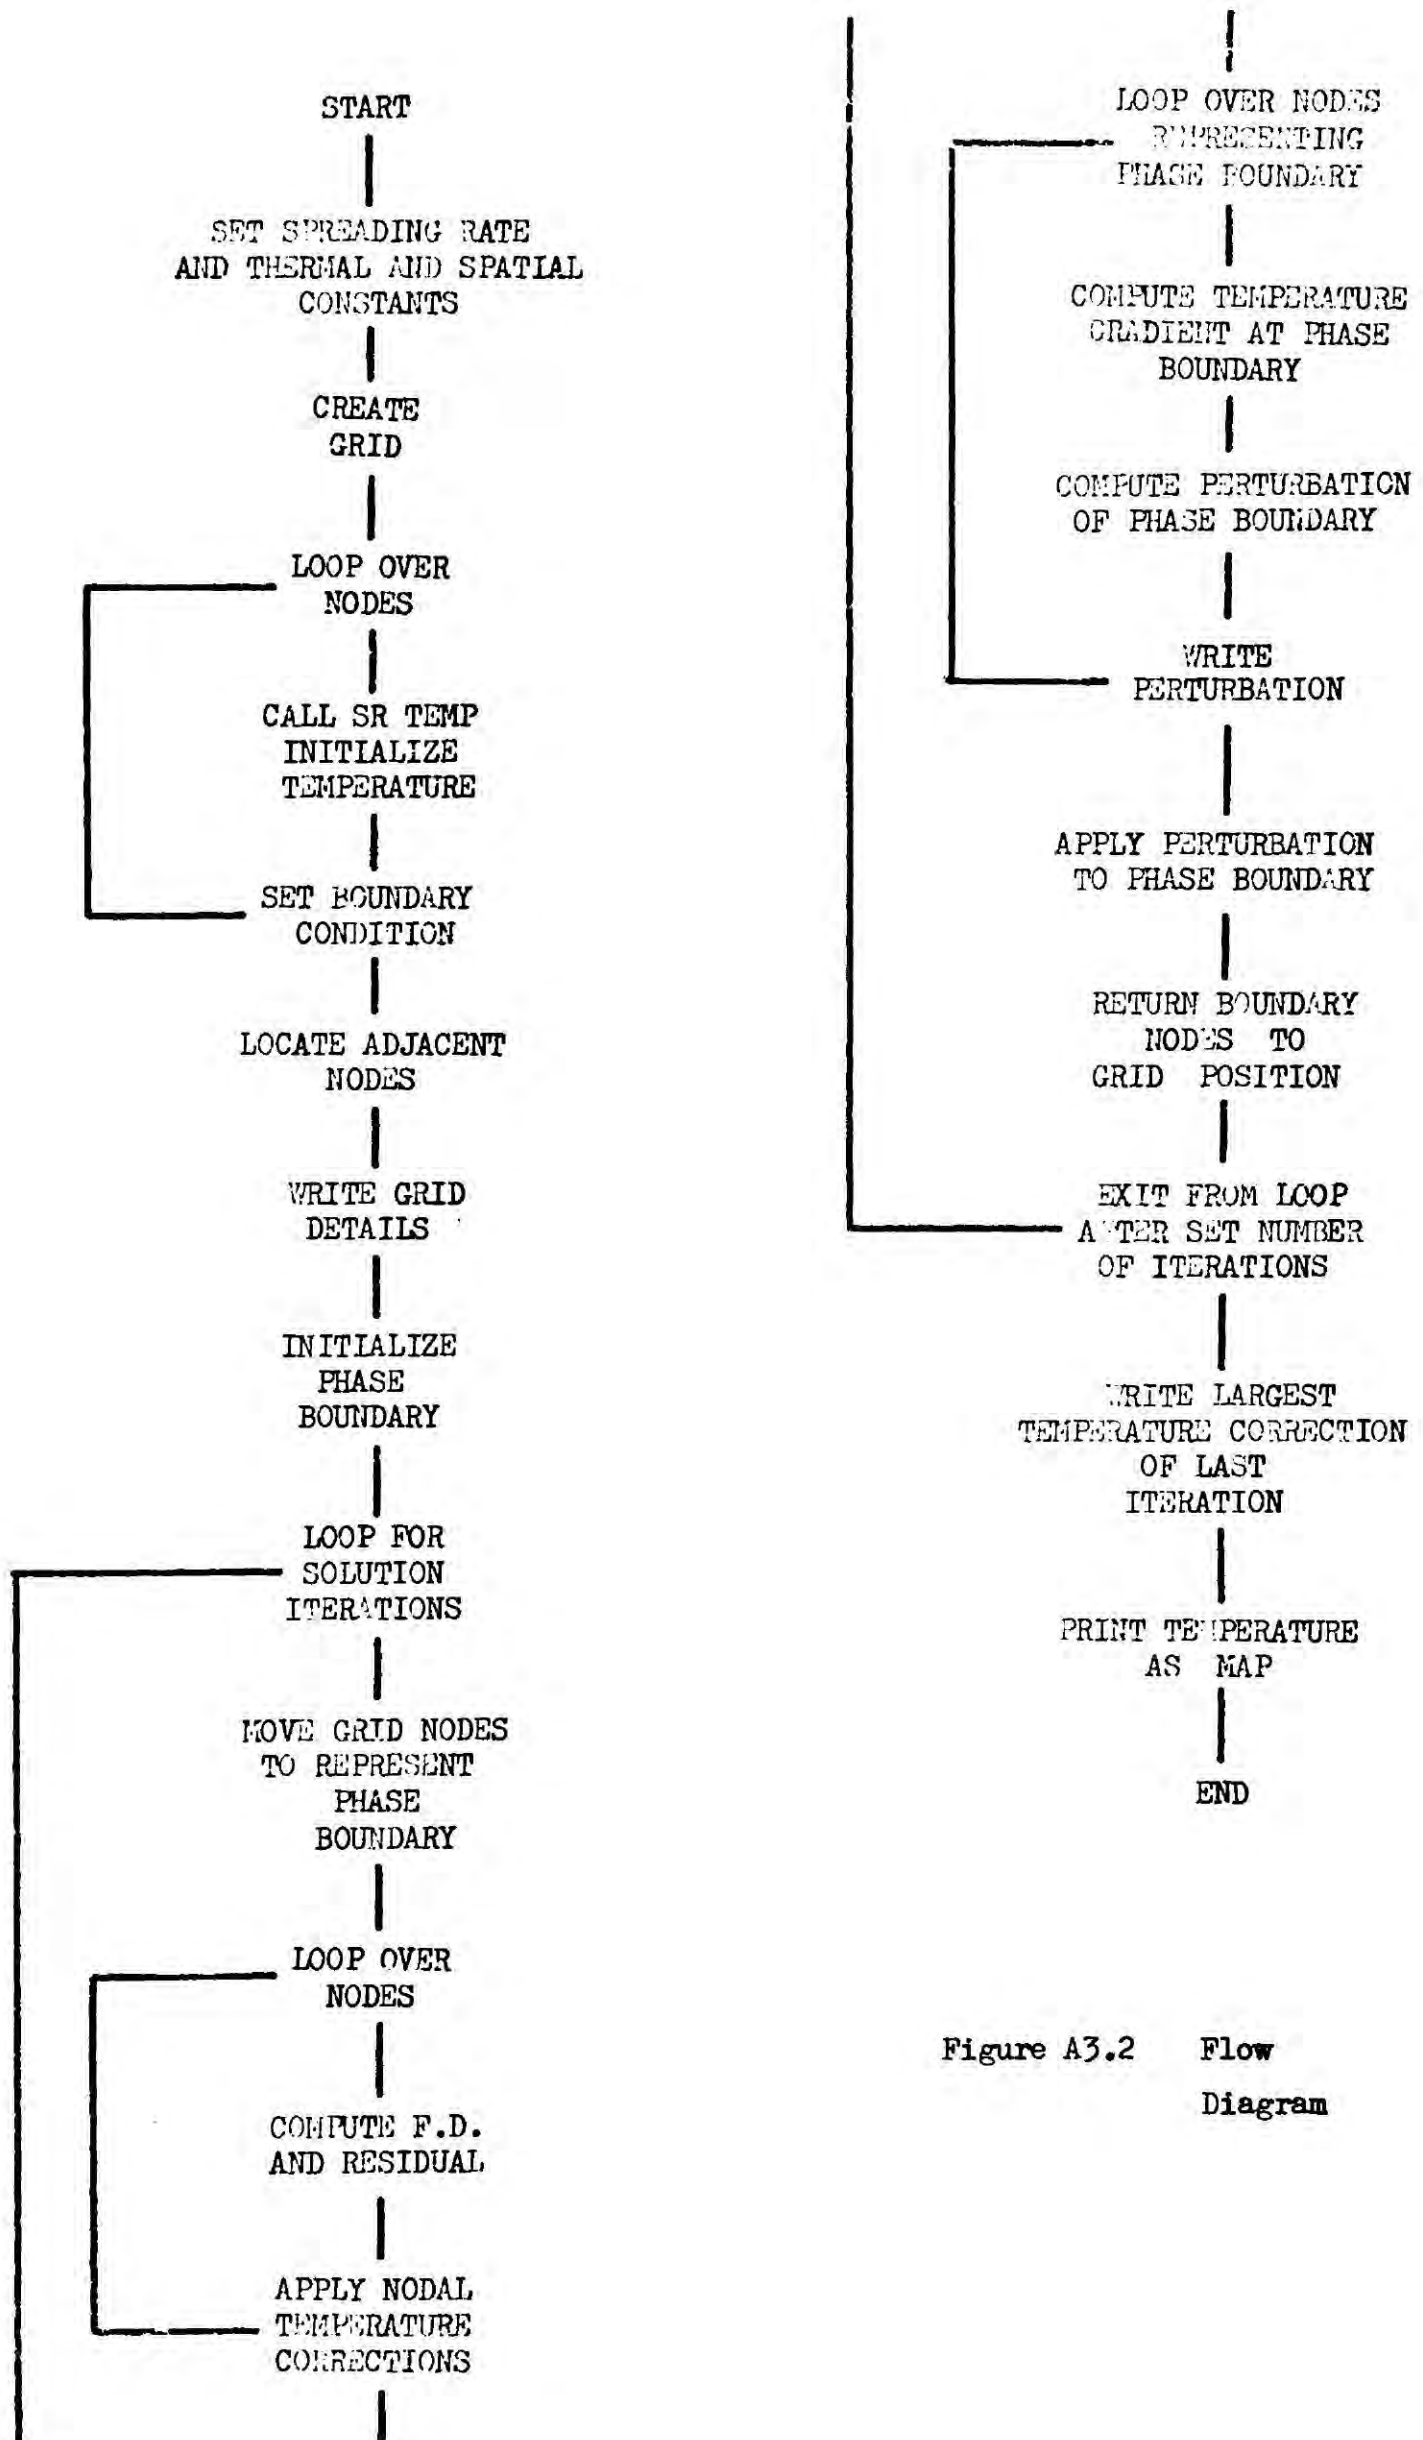 START
SET SPREADING RATE
AND THERMAL AND SPATIAL
CONSTANTS
CREATE
GRID
LOOP OVER
NODES
CALL SR TEMP
INITIALIZE
TEMPERATURE
SET BOUNDARY
CONDITION
LOCATE ADJACENT
NODES
WRITE GRID
DETAILS
INITIALIZE
PHASE
BOUNDARY
LOOP FOR
SOLUTION
ITERATIONS
MOVE GRID NODES
TO REPRESENT
PHASE
BOUNDARY
LOOP OVER
NODES
COMPUTE F.D.
AND RESIDUAL
APPLY NODAL
TEMPERATURE
CORRECTIONS
LOOP OVER NODES
REPRESENTING
PHASE BOUNDARY
COMPUTE TEMPERATURE
GRADIENT AT PHASE
BOUNDARY
COMPUTE PERTURBATION
OF PHASE BOUNDARY
WRITE
PERTURBATION
APPLY PERTURBATION
TO PHASE BOUNDARY
RETURN BOUNDARY
NODES TO
GRID POSITION
EXIT FROM LOOP
AFTER SET NUMBER
OF ITERATIONS
WRITE LARGEST
TEMPERATURE CORRECTION
OF LAST
ITERATION
PRINT TEMPERATURE
AS MAP
END
Figure A3.2 Flow
Diagram